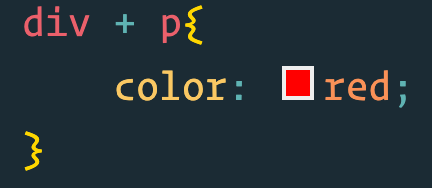 div + p{
color: red;
}